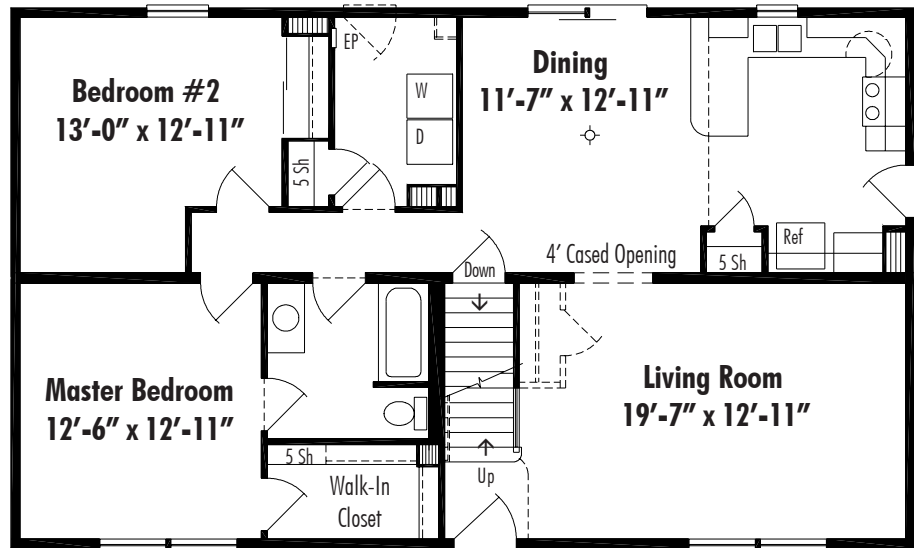 Bedroom #2
13'-0" x 12'-11"
EP
W
D
5 Sh
Dining
11'-7" x 12'-11"
4' Cased Opening
5 Sh
Ref
Down
Master Bedroom
12'-6" x 12'-11"
5 Sh
Walk-In
Closet
Up
Living Room
19'-7" x 12'-11"